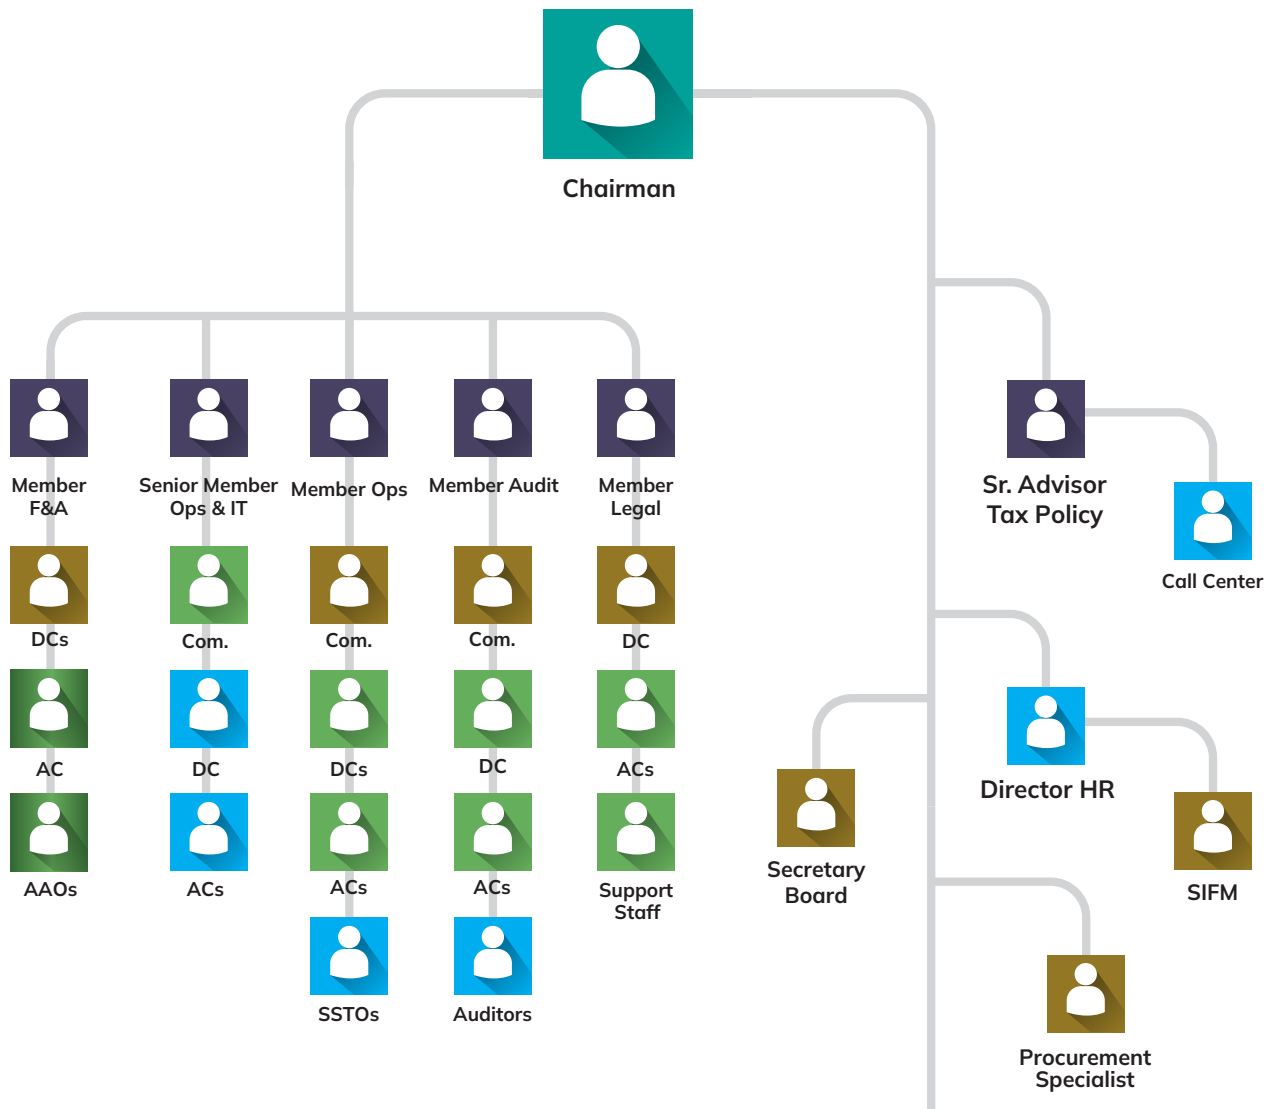 Chairman
Member
F&A
Senior Member
Ops & IT
Member Ops
Member Audit
Member
Legal
Sr. Advisor
Tax Policy
Call Center
DCs
Com.
Com.
Com.
DC
AC
DC
DCs
DC
ACs
Director HR
AAOs
ACs
ACs
ACs
Support
Staff
Secretary
Board
SIFM
SSTOs
Auditors
Procurement
Specialist